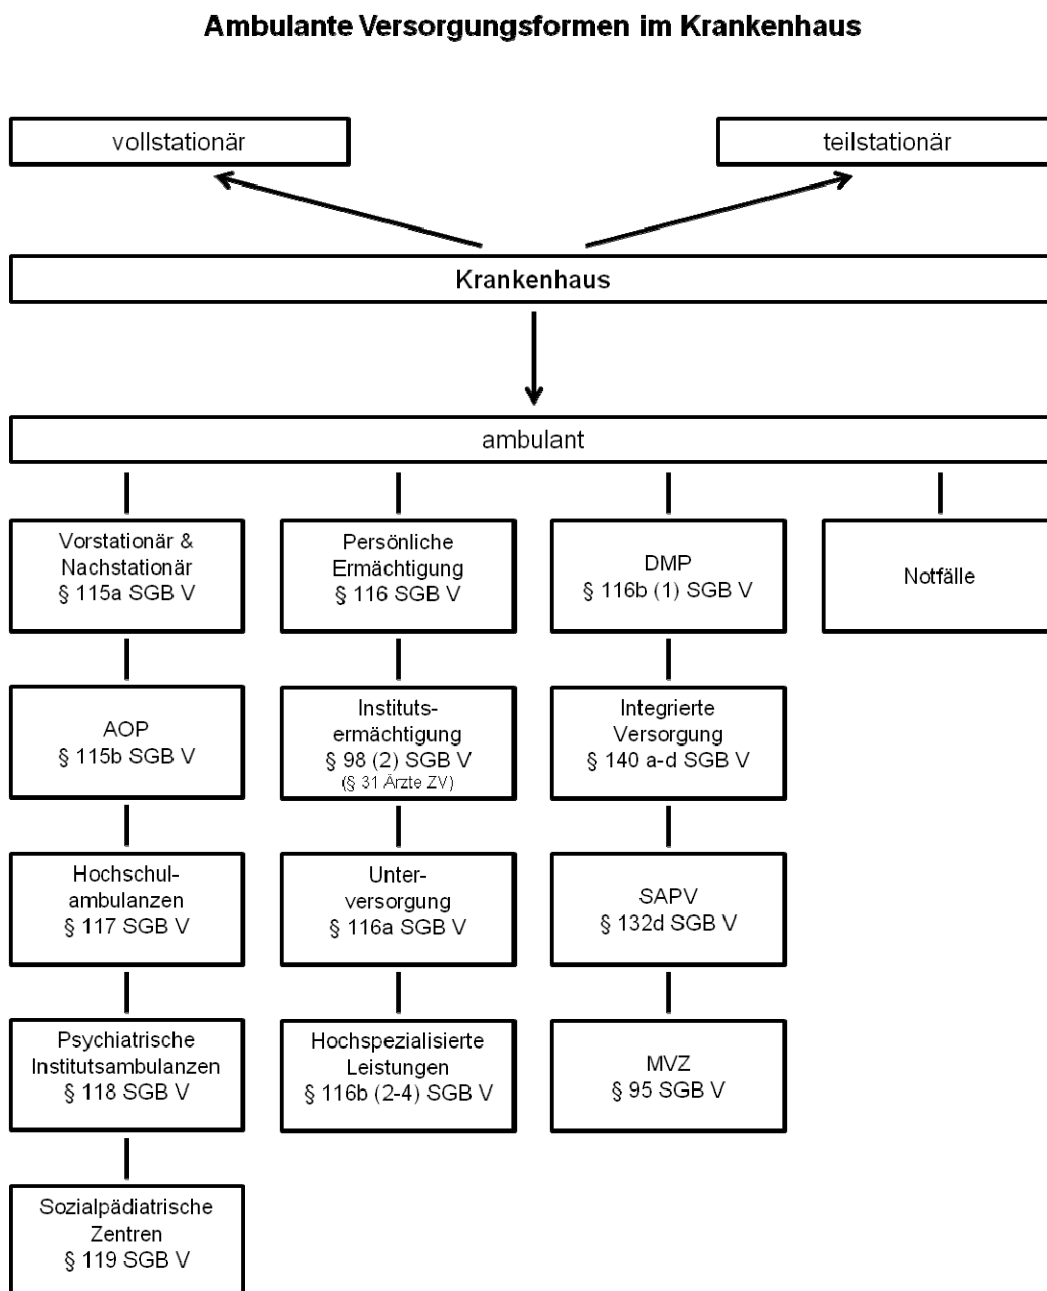 Ambulante Versorgungsformen im Krankenhaus
vollstationär
teilstationär
Krankenhaus
ambulant
Vorstationär &
Nachstationär
§ 115a SGB V
Persönliche
Ermächtigung
§ 116 SGB V
DMP
§ 116b (1) SGB V
Notfälle
AOP
§ 115b SGB V
Instituts-
ermächtigung
§ 98 (2) SGB V
(§ 31 Ärzte ZV)
Integrierte
Versorgung
§ 140 a-d SGB V
Hochschul-
ambulanzen
§ 117 SGB V
Unter-
versorgung
§ 116a SGB V
SAPV
§ 132d SGB V
Psychiatrische
Institutsambulanzen
§ 118 SGB V
Hochspezialisierte
Leistungen
§ 116b (2-4) SGB V
MVZ
§ 95 SGB V
Sozialpädiatrische
Zentren
§ 119 SGB V